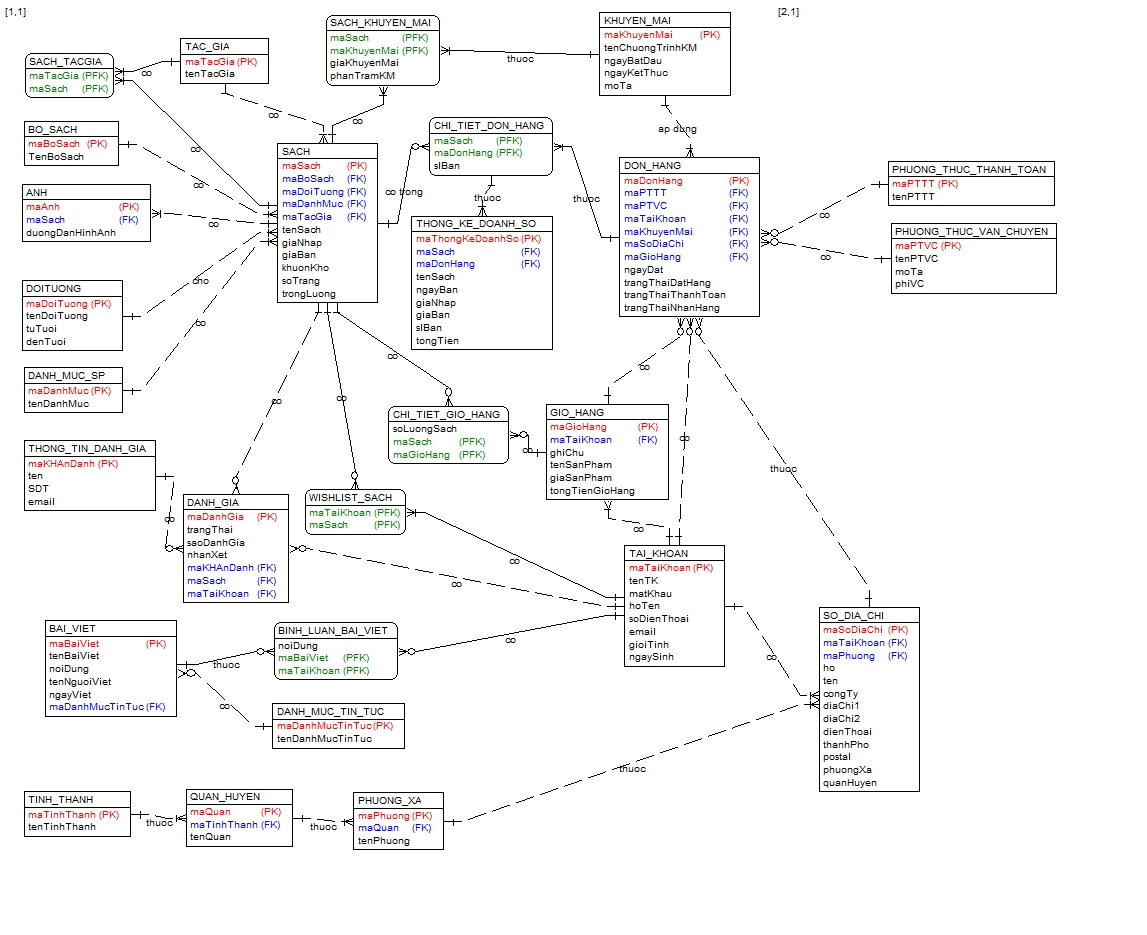 [1,1]
[2,1]
SACH_KHUYEN_MAI
maSach (PFK)
maKhuyenMai (PFK)
giaKhuyenMai
phanTramKM
thuoc
KHUYEN_MAI
maKhuyenMai (PK)
tenChuongTrinhKM
ngayBatDau
ngayKetThuc
moTa
TAC_GIA
maTacGia (PK)
tenTacGia
∞
SACH_TACGIA
maTacGia (PFK)
maSach (PFK)
∞
∞
∞
ap dung
BO_SACH
maBoSach (PK)
TenBoSach
∞
ANH
maAnh (PK)
maSach (FK)
duongDanHinhAnh
∞
SACH
maSach (PK)
maBoSach (FK)
maDoiTuong (FK)
maDanhMuc (FK)
maTacGia (FK)
tenSach
giaNhap
giaBan
khuonKho
soTrang
trongLuong
∞ trong
CHI_TIET_DON_HANG
maSach (PFK)
maDonHang (PFK)
slBan
thuoc
thuoc
THONG_KE_DOANH_SO
maThongKeDoanhSo (PK)
maSach (FK)
maDonHang (FK)
tenSach
ngayBan
giaNhap
giaBan
slBan
tongTien
DON_HANG
maDonHang (PK)
maPTTT (FK)
maPTVC (FK)
maTaiKhoan (FK)
maKhuyenMai (FK)
maSoDiaChi (FK)
maGioHang (FK)
ngayDat
trangThaiDatHang
trangThaiThanhToan
trangThaiNhanHang
∞
∞
PHUONG_THUC_THANH_TOAN
maPTTT (PK)
tenPTTT
PHUONG_THUC_VAN_CHUYEN
maPTVC (PK)
tenPTVC
moTa
phiVC
DOITUONG
maDoiTuong (PK)
tenDoiTuong
tuTuoi
denTuoi
cho
∞
DANH_MUC_SP
maDanhMuc (PK)
tenDanhMuc
∞
∞
∞
∞
CHI_TIET_GIO_HANG
soLuongSach
maSach (PFK)
maGioHang (PFK)
∞
GIO_HANG
maGioHang (PK)
maTaiKhoan (FK)
ghiChu
tenSanPham
giaSanPham
tongTienGioHang
∞
∞
∞
thuoc
THONG_TIN_DANH_GIA
maKHAnDanh (PK)
ten
SDT
email
∞
DANH_GIA
maDanhGia (PK)
trangThai
saoDanhGia
nhanXet
maKHAnDanh (FK)
maSach (FK)
maTaiKhoan (FK)
WISHLIST_SACH
maTaiKhoan (PFK)
maSach (PFK)
∞
∞
TAI_KHOAN
maTaiKhoan (PK)
tenTK
matKhau
hoTen
soDienThoai
email
gioiTinh
ngaySinh
∞
SO_DIA_CHI
maSoDiaChi (PK)
maTaiKhoan (FK)
maPhuong (FK)
ho
ten
congTy
diaChi1
diaChi2
dienThoai
thanhPho
postal
phuongXa
quanHuyen
BAI_VIET
maBaiViet (PK)
tenBaiViet
noiDung
tenNguoiViet
ngayViet
maDanhMucTinTuc (FK)
thuoc
∞
BINH_LUAN_BAI_VIET
noiDung
maBaiViet (PFK)
maTaiKhoan (PFK)
∞
DANH_MUC_TIN_TUC
maDanhMucTinTuc (PK)
tenDanhMucTinTuc
thuoc
TINH_THANH
maTinhThanh (PK)
tenTinhThanh
thuoc
QUAN_HUYEN
maQuan (PK)
maTinhThanh (FK)
tenQuan
thuoc
PHUONG_XA
maPhuong (PK)
maQuan (FK)
tenPhuong